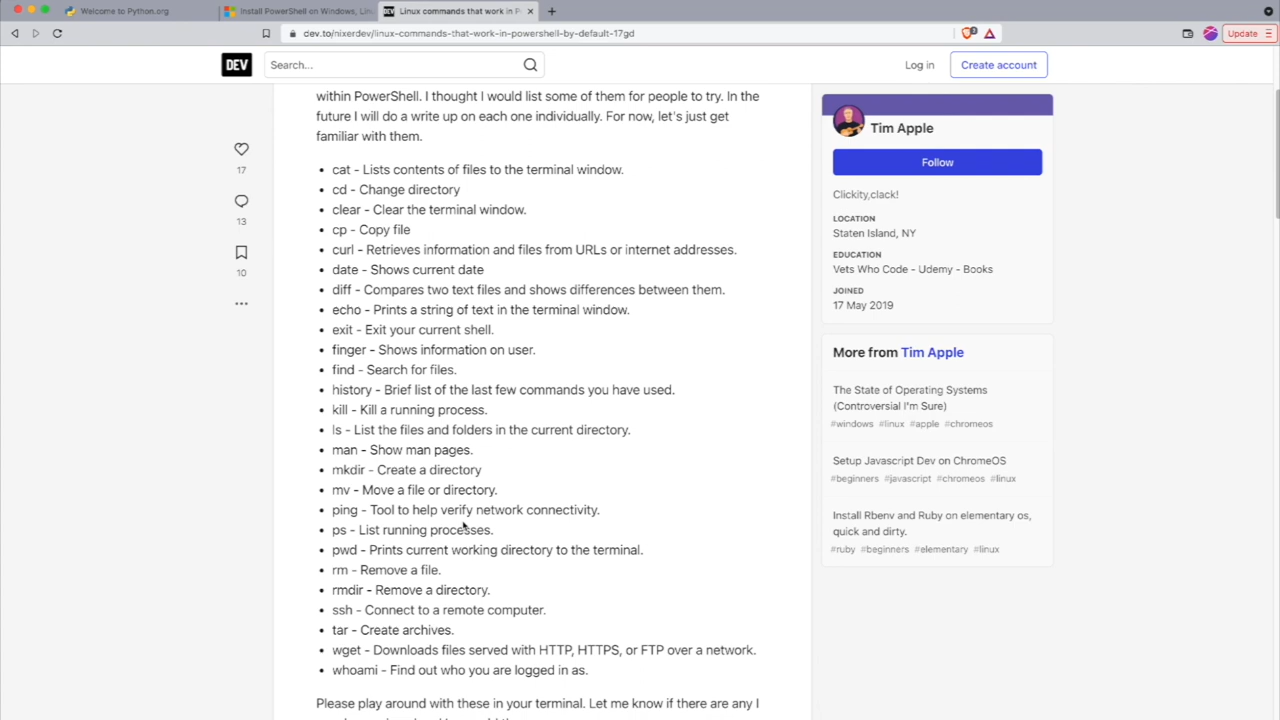 Welcome to Python.org
Install PowerShell on Windows, Lin
DEV Linux commands that work in P
dev.to/nixerdev/linux-commands-that-work-in-powershell-by-default-17gd
Update
DEV
Search...
Log in
Create account
within PowerShell. I thought I would list some of them for people to try. In the
future I will do a write up on each one individually. For now, let's just get
familiar with them.
17
13
10
• cat - Lists contents of files to the terminal window.
• cd - Change directory
• clear - Clear the terminal window.
• cp - Copy file
• curl - Retrieves information and files from URLs or internet addresses.
• date - Shows current date
• diff - Compares two text files and shows differences between them.
• echo - Prints a string of text in the terminal window.
• exit - Exit your current shell.
• finger - Shows information on user.
• find - Search for files.
• history - Brief list of the last few commands you have used.
• kill - Kill a running process.
• ls - List the files and folders in the current directory.
• man - Show man pages.
• mkdir - Create a directory
• mv - Move a file or directory.
• ping - Tool to help verify network connectivity.
• ps - List running processes.
• pwd - Prints current working directory to the terminal.
• rm - Remove a file.
• rmdir - Remove a directory.
• ssh - Connect to a remote computer.
• tar - Create archives.
• wget - Downloads files served with HTTP, HTTPS, or FTP over a network.
• whoami - Find out who you are logged in as.
Please play around with these in your terminal. Let me know if there are any I
Tim Apple
Follow
Clickity,clack!
LOCATION
Staten Island, NY
EDUCATION
Vets Who Code - Udemy - Books
JOINED
17 May 2019
More from Tim Apple
The State of Operating Systems
(Controversial I'm Sure)
#windows #linux #apple #chromeos
Setup Javascript Dev on ChromeOS
#beginners #javascript #chromeos #linux
Install Rbenv and Ruby on elementary os,
quick and dirty.
#ruby #beginners #elementary #linux